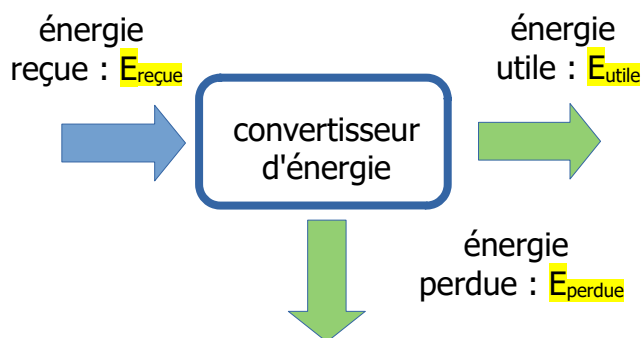 énergie
reçue : Ereçue
énergie
utile : Eutile
convertisseur
d'énergie
énergie
perdue : Eperdue